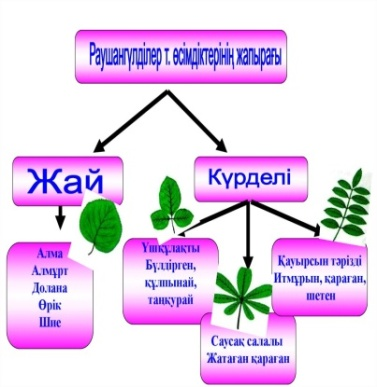 Раушангүлділер т. өсімдіктерінің жапырағы
Жай
Күрделі
Алма
Алмұрт
Долана
Өрік
Шие
Үшқұлақты
Бүлдірген,
құлпынай,
таңқурай
Саусақ салалы
Жатаған қараған
Қауырсын тәрізді
Итмұрын, қараған,
шетен